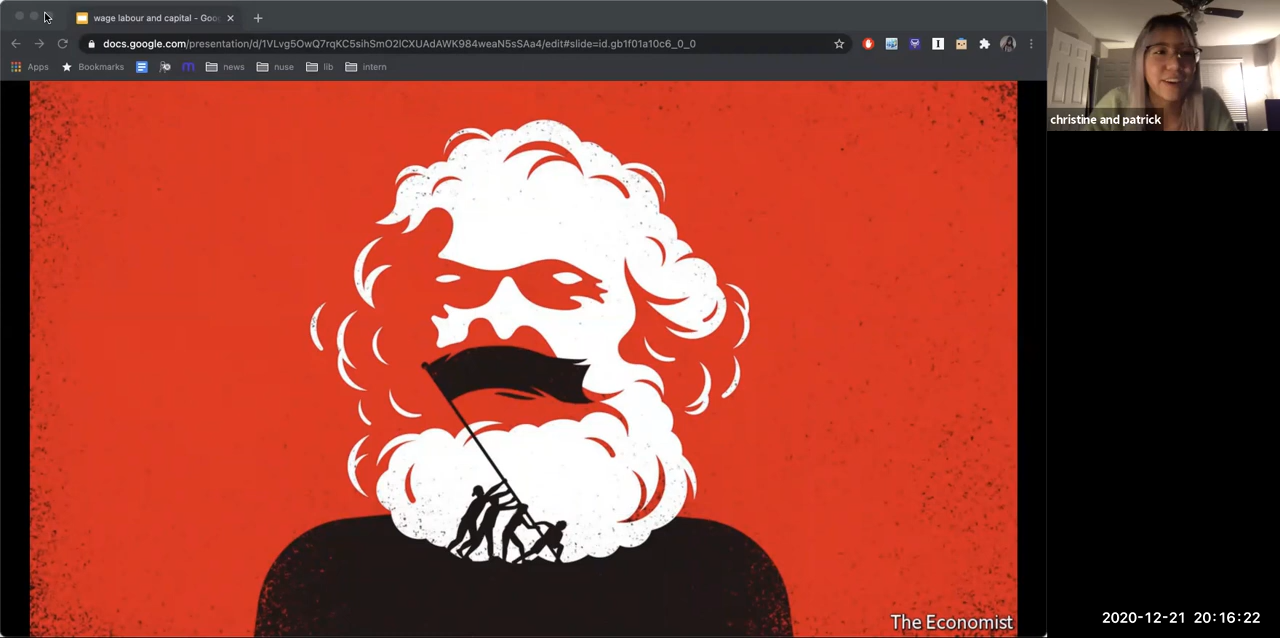 wage labour and capital - Goo
docs.google.com/presentation/d/1VLvg5OwQ7rqKC5sihSmO2ICXUAdAWK984weaN5sSAa4/edit#slide=id.gb1f01a10c6_0_0
Apps Bookmarks news nuse lib intern
christine and patrick
The Economist
2020-12-21 20:16:22